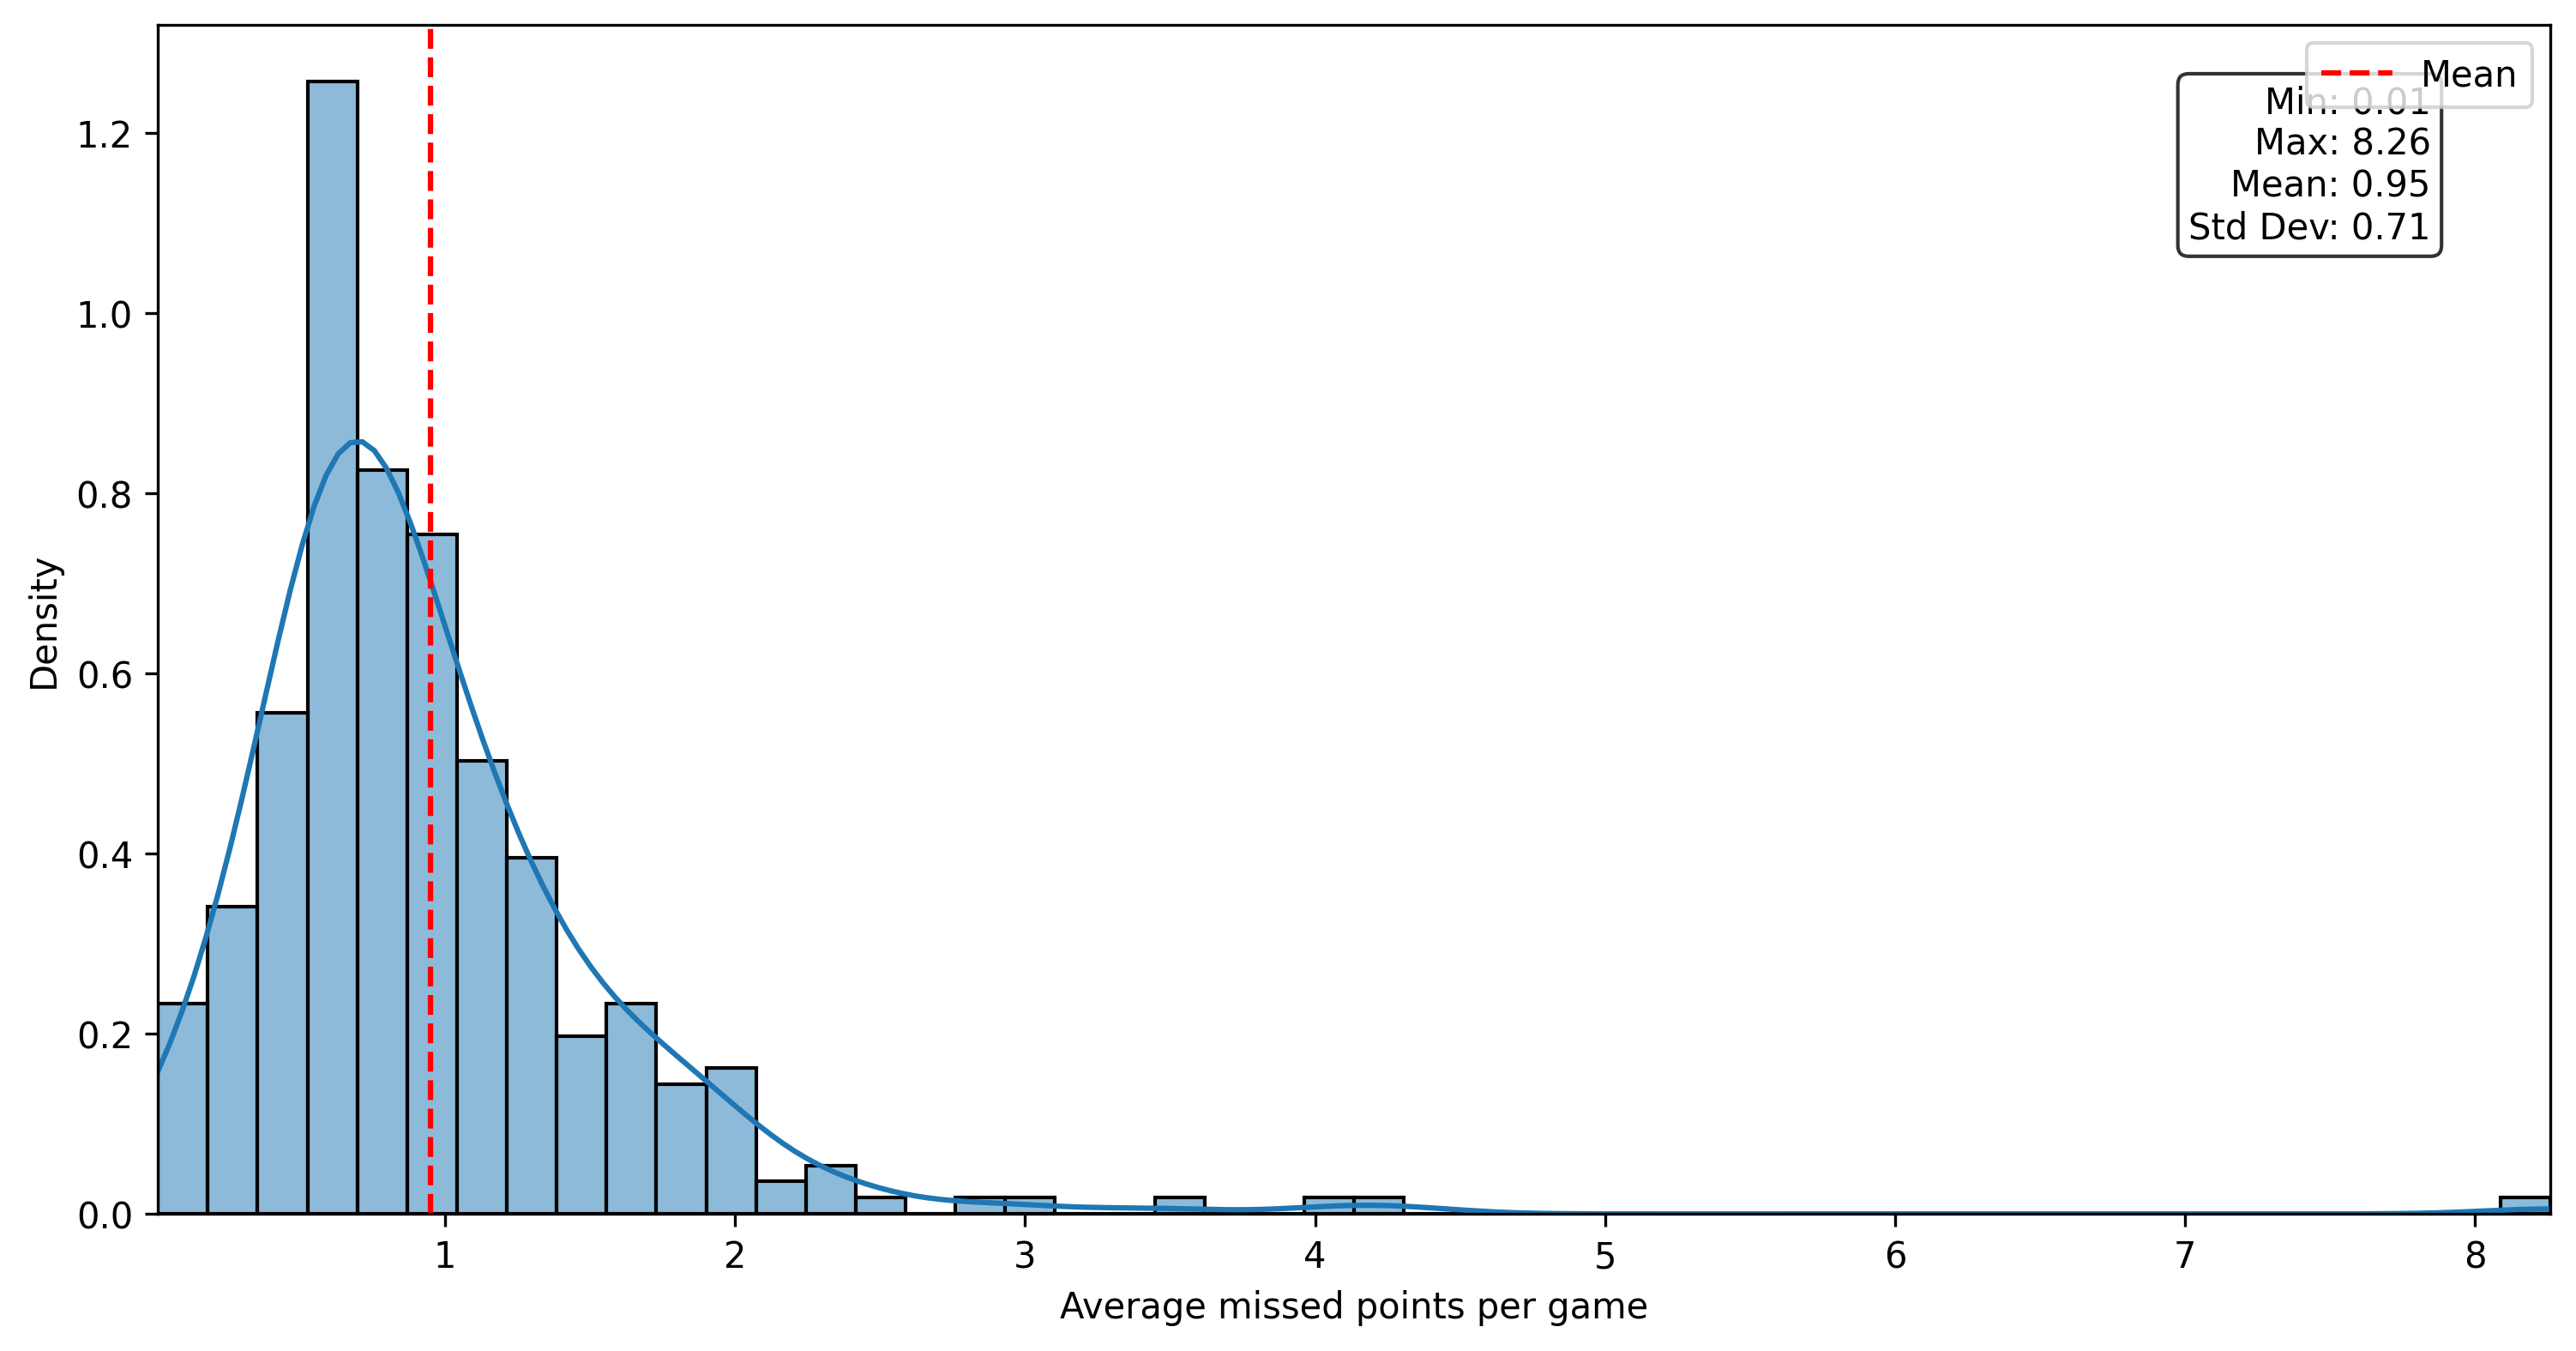 Mean
Min: 0.01
Max: 8.26
Mean: 0.95
Std Dev: 0.71
1.2
1.0
0.8
0.6
0.4
0.2
0.0
Density
1 2 3 4 5 6 7 8
Average missed points per game